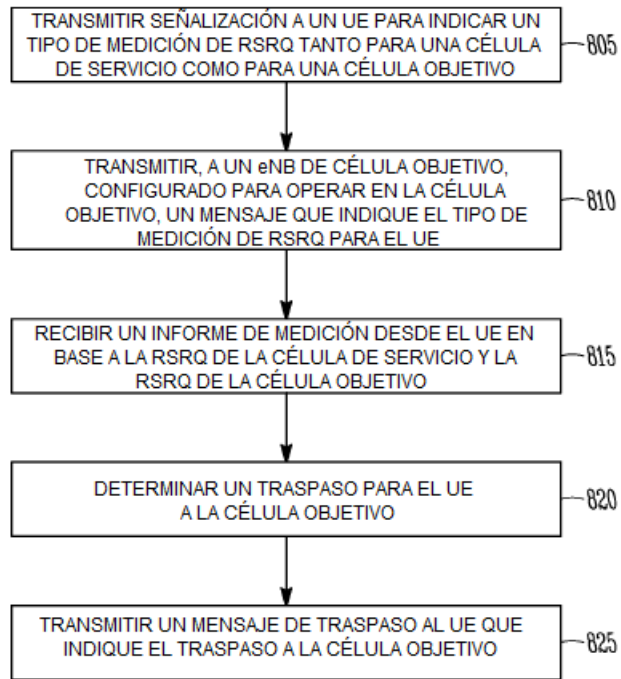 TRANSMITIR SEÑALIZACIÓN A UN UE PARA INDICAR UN
TIPO DE MEDICIÓN DE RSRQ TANTO PARA UNA CÉLULA
DE SERVICIO COMO PARA UNA CÉLULA OBJETIVO
805
TRANSMITIR, A UN eNB DE CÉLULA OBJETIVO,
CONFIGURADO PARA OPERAR EN LA CÉLULA
OBJETIVO, UN MENSAJE QUE INDIQUE EL TIPO DE
MEDICIÓN DE RSRQ PARA EL UE
810
RECIBIR UN INFORME DE MEDICIÓN DESDE EL UE EN
BASE A LA RSRQ DE LA CÉLULA DE SERVICIO Y LA
RSRQ DE LA CÉLULA OBJETIVO
815
DETERMINAR UN TRASPASO PARA EL UE
A LA CÉLULA OBJETIVO
820
TRANSMITIR UN MENSAJE DE TRASPASO AL UE QUE
INDIQUE EL TRASPASO A LA CÉLULA OBJETIVO
825